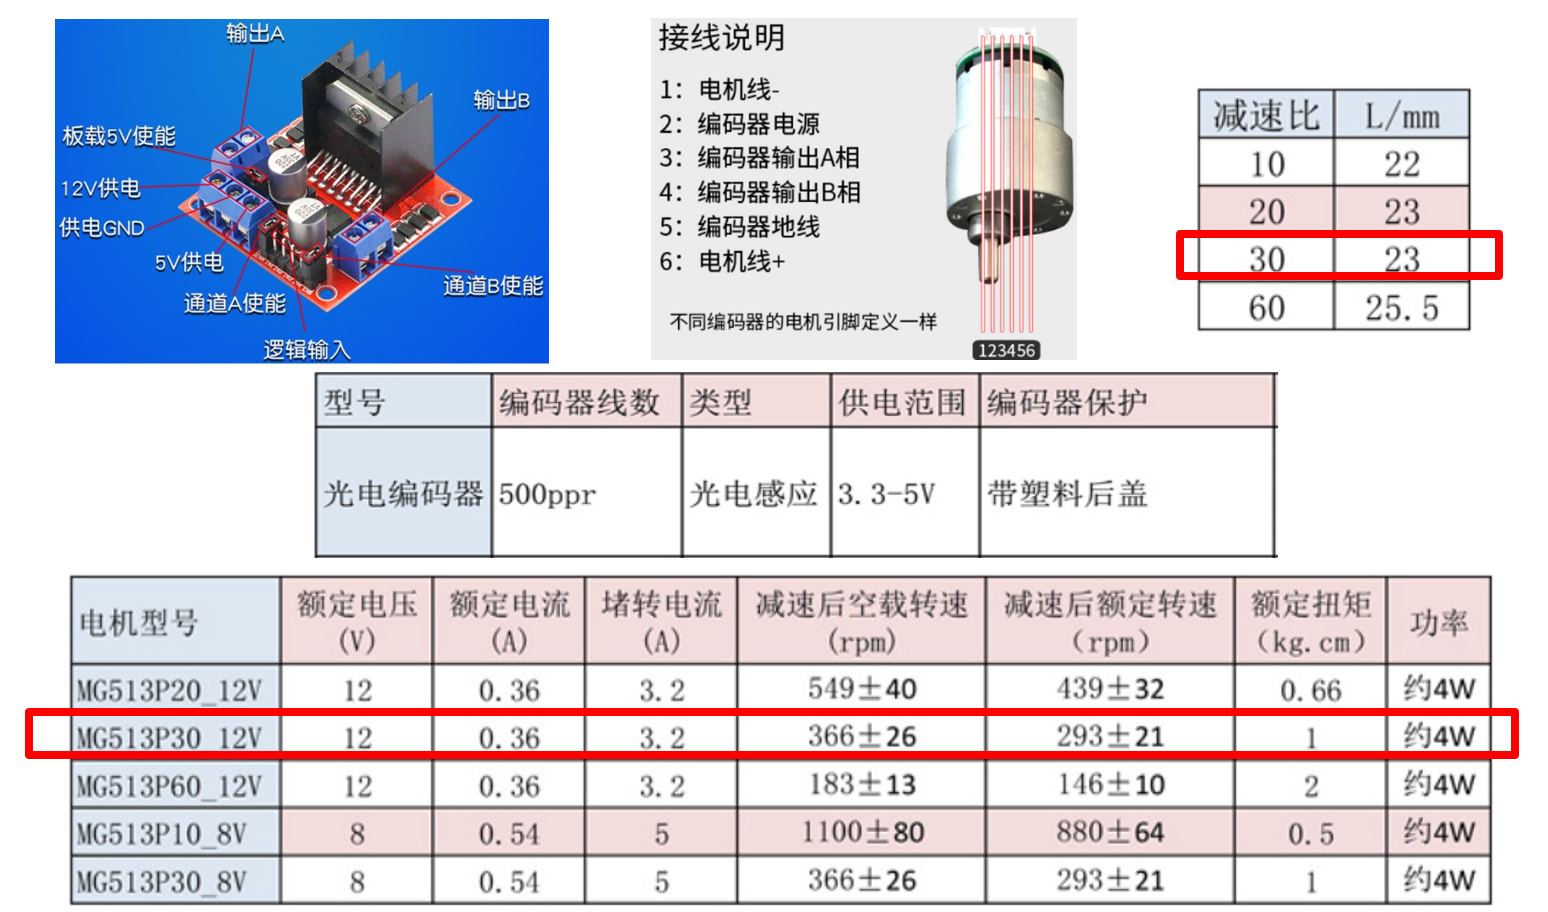 输出A
输出B
板载5V使能
12V供电
供电GND
5V供电
通道A使能
通道B使能
逻辑输入
接线说明
1：电机线-
2：编码器电源
3：编码器输出A相
4：编码器输出B相
5：编码器地线
6：电机线+
不同编码器的电机引脚定义一样
123456
减速比 L/mm
10 22
20 23
30 23
60 25.5
型号 编码器线数 类型 供电范围 编码器保护
光电编码器 500ppr 光电感应 3.3-5V 带塑料后盖
电机型号 额定电压(V) 额定电流(A) 堵转电流(A) 减速后空载转速(rpm) 减速后额定转速（rpm） 额定扭矩（kg.cm） 功率
MG513P20_12V 12 0.36 3.2 549±40 439±32 0.66 约4W
MG513P30_12V 12 0.36 3.2 366±26 293±21 1 约4W
MG513P60_12V 12 0.36 3.2 183±13 146±10 2 约4W
MG513P10_8V 8 0.54 5 1100±80 880±64 0.5 约4W
MG513P30_8V 8 0.54 5 366±26 293±21 1 约4W